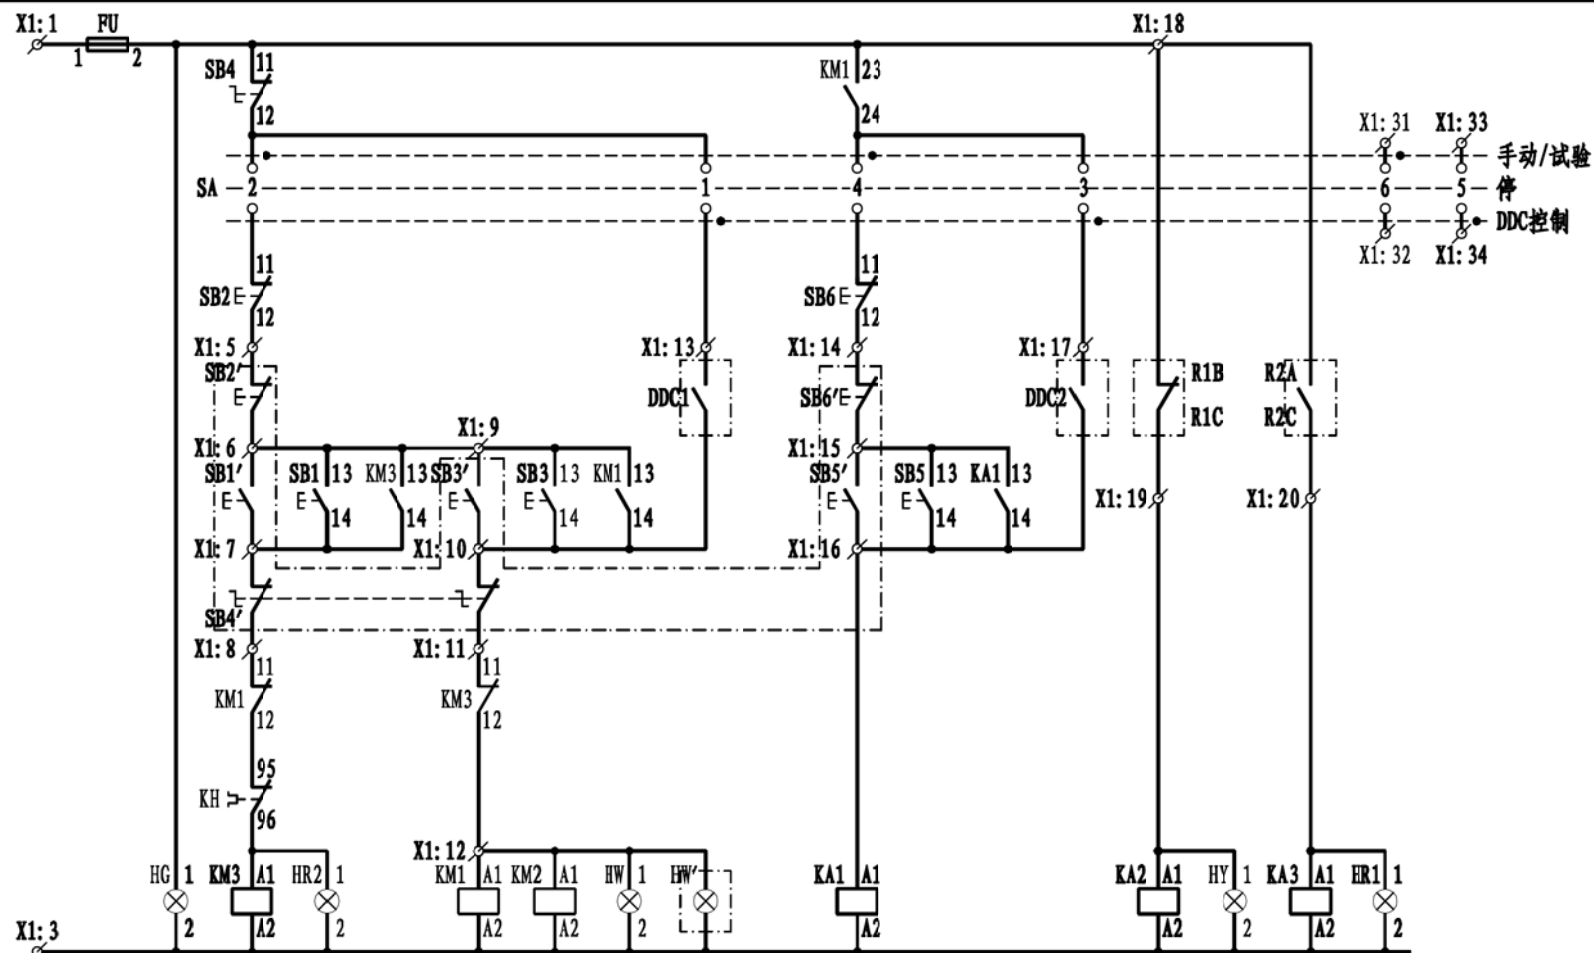 X1:1 FU X1:18
1 2
SB4 11 KM1 23
12 24
X1:31 X1:33
手动/试验
SA 2 1 4 3 6 5 停
DDC控制
X1:32 X1:34
11 11
SB2 SB6
12 12
X1:5 X1:13 X1:14 X1:17
SB2' R1B R2A
DDC1 SB6' DDC2
R1C R2C
X1:6 X1:9 X1:15
SB1' SB1 13 KM3 13 SB3' SB3 13 KM1 13 SB5' SB5 13 KA1 13
X1:19 X1:20
14 14 14 14 14 14
X1:7 X1:10 X1:16
SB4'
X1:8 X1:11
11 11
KM1 KM3
12 12
95
KH
96
X1:12
HG 1 KM3 A1 HR2 1 KM1 A1 KM2 A1 HW 1 HW' KA1 A1 KA2 A1 HY 1 KA3 A1 HR1 1
X1:3 2 A2 2 A2 A2 2 A2 A2 2 A2 2